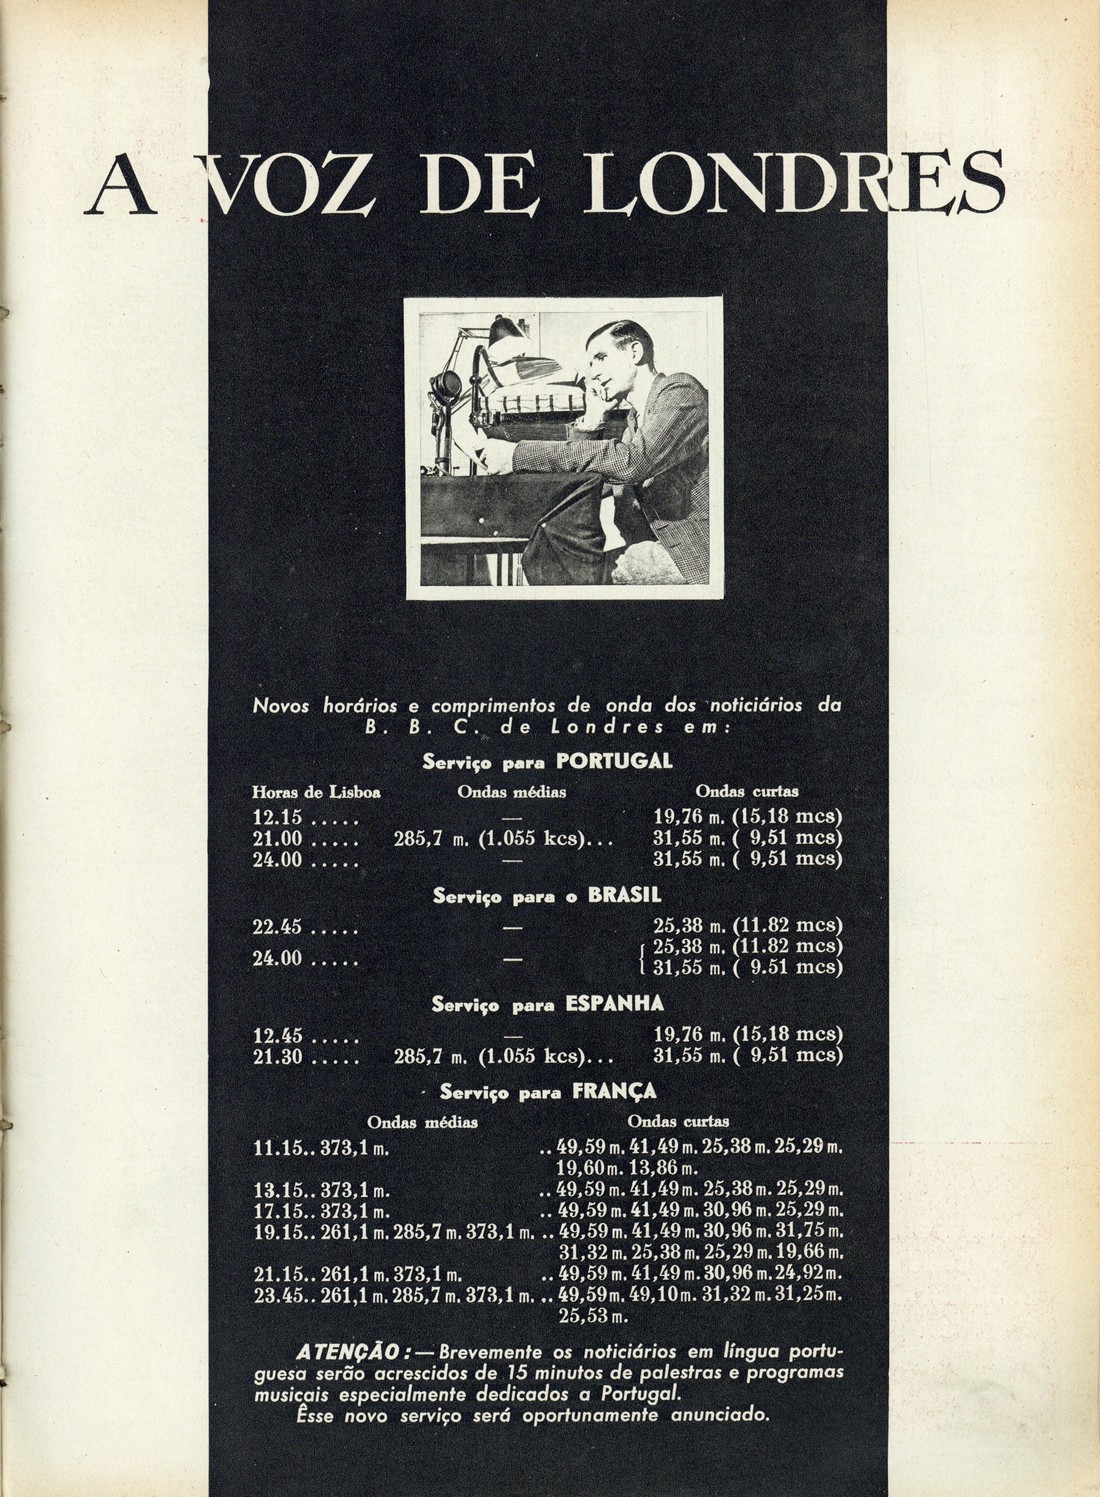 A VOZ DE LONDRES
Novos horários e comprimentos de onda dos noticiários da
B. B. C. de Londres em:
Serviço para PORTUGAL
Horas de Lisboa Ondas médias Ondas curtas
12.15 ..... — 19,76 m. (15,18 mcs)
21.00 ..... 285,7 m. (1.055 kcs)... 31,55 m. ( 9,51 mcs)
24.00 ..... — 31,55 m. ( 9,51 mcs)
Serviço para o BRASIL
22.45 ..... — 25,38 m. (11.82 mcs)
24.00 ..... — { 25,38 m. (11.82 mcs)
31,55 m. ( 9.51 mcs)
Serviço para ESPANHA
12.45 ..... — 19,76 m. (15,18 mcs)
21.30 ..... 285,7 m. (1.055 kcs)... 31,55 m. ( 9,51 mcs)
Serviço para FRANÇA
Ondas médias Ondas curtas
11.15.. 373,1 m. .. 49,59 m. 41,49 m. 25,38 m. 25,29 m.
19,60 m. 13,86 m.
13.15.. 373,1 m. .. 49,59 m. 41,49 m. 25,38 m. 25,29 m.
17.15.. 373,1 m. .. 49,59 m. 41,49 m. 30,96 m. 25,29 m.
19.15.. 261,1 m. 285,7 m. 373,1 m. .. 49,59 m. 41,49 m. 30,96 m. 31,75 m.
31,32 m. 25,38 m. 25,29 m. 19,66 m.
21.15.. 261,1 m. 373,1 m. .. 49,59 m. 41,49 m. 30,96 m. 24,92 m.
23.45.. 261,1 m. 285,7 m. 373,1 m. .. 49,59 m. 49,10 m. 31,32 m. 31,25 m.
25,53 m.
ATENÇÃO : — Brevemente os noticiários em língua portu-
guesa serão acrescidos de 15 minutos de palestras e programas
musicais especialmente dedicados a Portugal.
Êsse novo serviço será oportunamente anunciado.